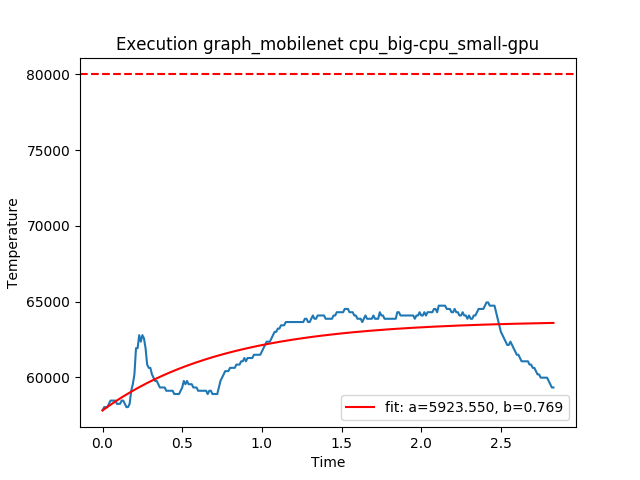 Execution graph_mobilenet cpu_big-cpu_small-gpu
80000
75000
70000
65000
60000
Temperature
fit: a=5923.550, b=0.769
0.0 0.5 1.0 1.5 2.0 2.5
Time